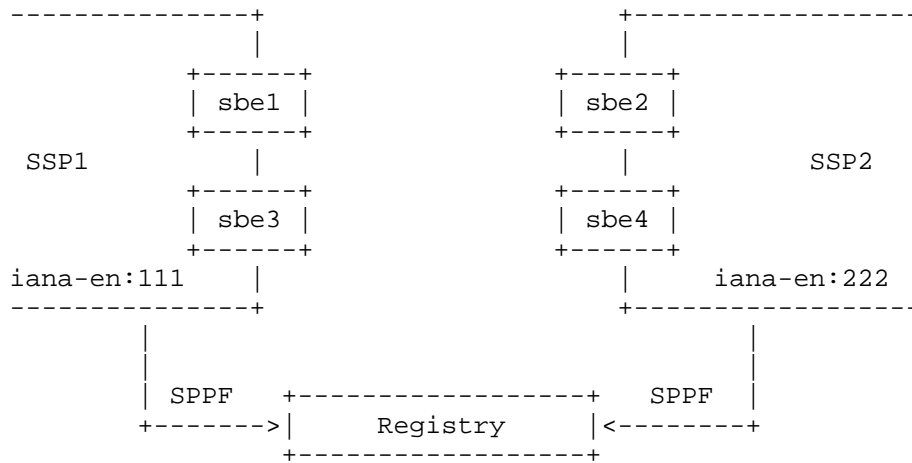 sbe1 sbe2
SSP1 SSP2
sbe3 sbe4
iana-en:111 iana-en:222
SPPF SPPF
Registry